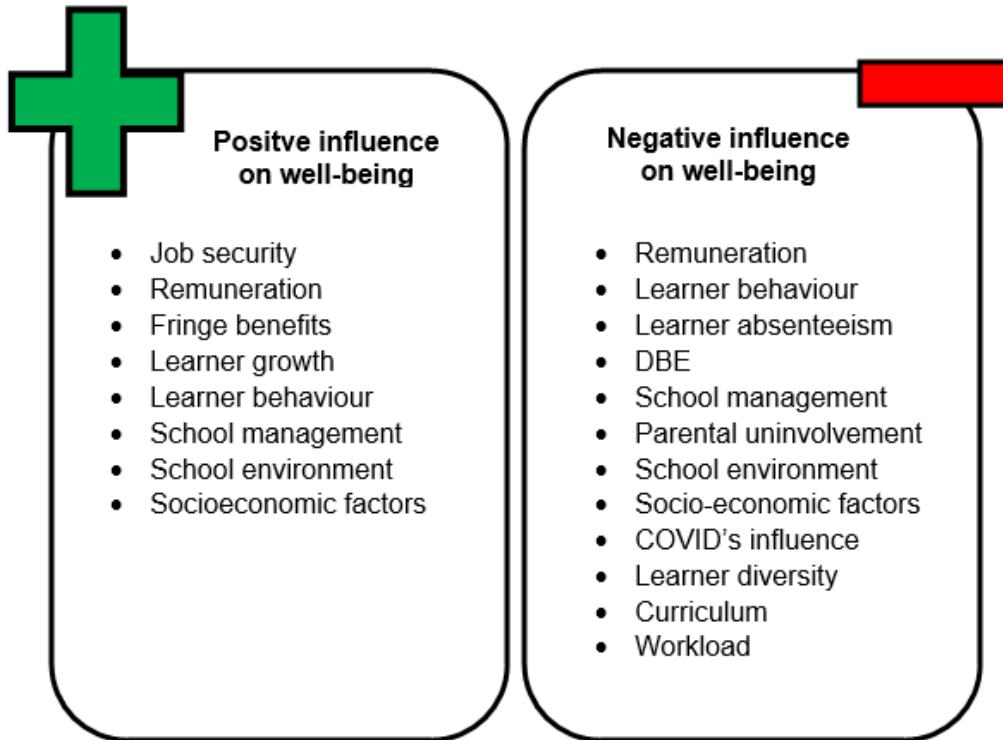 Positve influence
on well-being
• Job security
• Remuneration
• Fringe benefits
• Learner growth
• Learner behaviour
• School management
• School environment
• Socioeconomic factors
Negative influence
on well-being
• Remuneration
• Learner behaviour
• Learner absenteeism
• DBE
• School management
• Parental uninvolvement
• School environment
• Socio-economic factors
• COVID’s influence
• Learner diversity
• Curriculum
• Workload